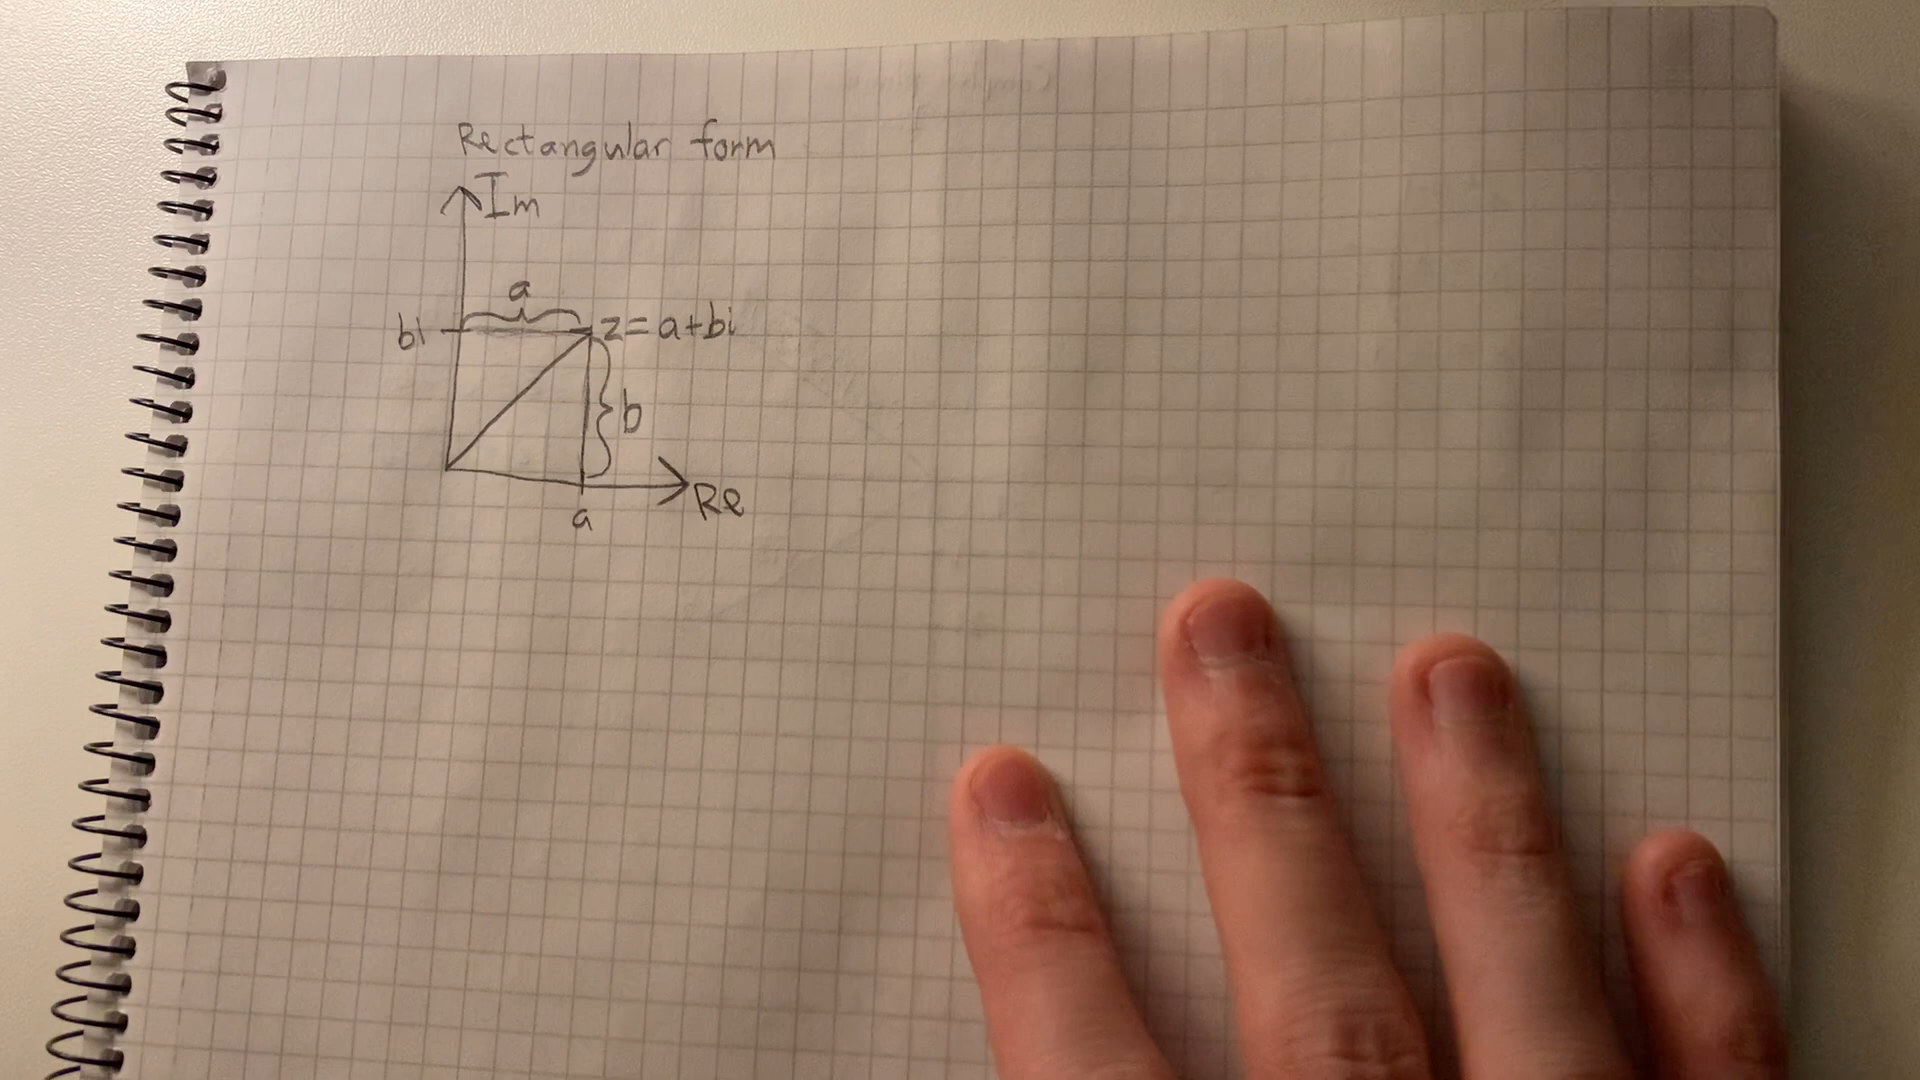 Rectangular form
Im
a
bi
z=a+bi
b
Re
a